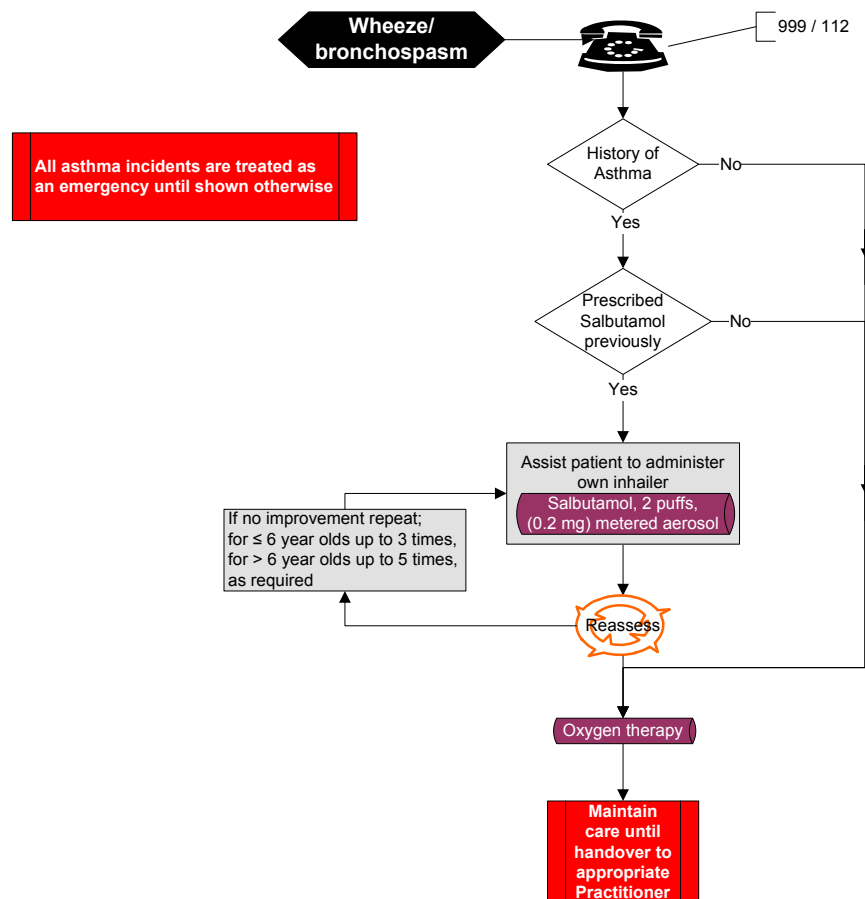 Wheeze/
bronchospasm
999 / 112
All asthma incidents are treated as
an emergency until shown otherwise
History of
Asthma
No
Yes
Prescribed
Salbutamol
previously
No
Yes
Assist patient to administer
own inhailer
Salbutamol, 2 puffs,
(0.2 mg) metered aerosol
If no improvement repeat;
for ≤ 6 year olds up to 3 times,
for > 6 year olds up to 5 times,
as required
Reassess
Oxygen therapy
Maintain
care until
handover to
appropriate
Practitioner